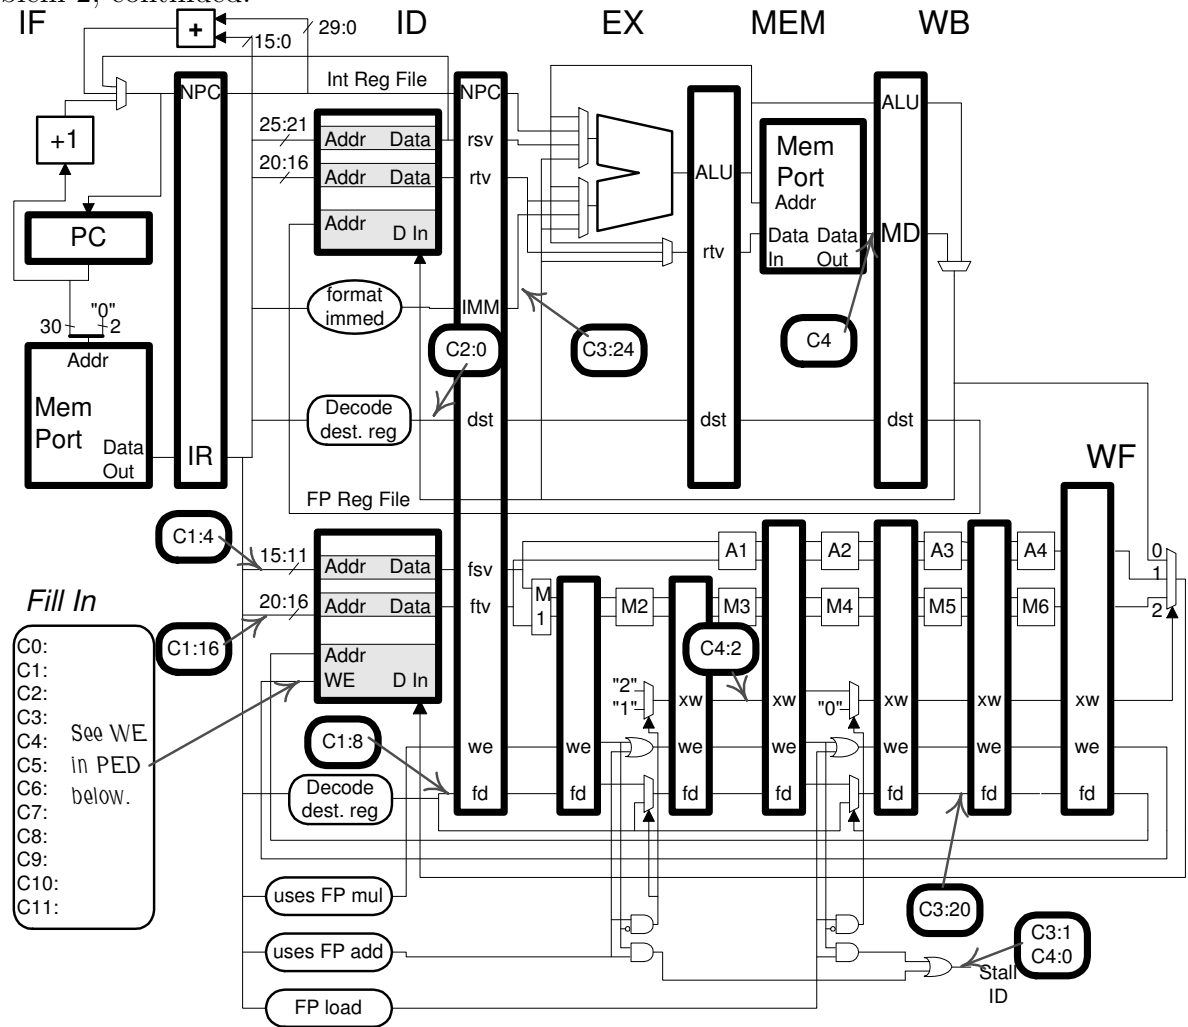 blem 2, continued.
IF
ID
EX
MEM
WB
+
15:0
29:0
Int Reg File
NPC
NPC
ALU
+1
25:21
Addr Data
rsv
20:16
Addr Data
rtv
Addr
D In
PC
ALU
Mem
Port
Addr
Data
In
Data
Out
MD
rtv
format
immed
IMM
30
"0"
2
Addr
Mem
Port
Data
Out
C2:0
C3:24
C4
Decode
dest. reg
dst
dst
dst
IR
FP Reg File
WF
C1:4
15:11
Addr Data
fsv
A1
A2
A3
A4
0
1
2
20:16
Addr Data
ftv
M
1
M2
M3
M4
M5
M6
C1:16
Addr
WE D In
C4:2
"2"
"1"
xw
xw
"0"
xw
xw
xw
Fill In
C0:
C1:
C2:
C3:
C4:
C5:
C6:
C7:
C8:
C9:
C10:
C11:
See WE
in PED
below.
C1:8
we
we
we
we
we
we
we
Decode
dest. reg
fd
fd
fd
fd
fd
fd
fd
uses FP mul
uses FP add
FP load
C3:20
C3:1
C4:0
Stall
ID